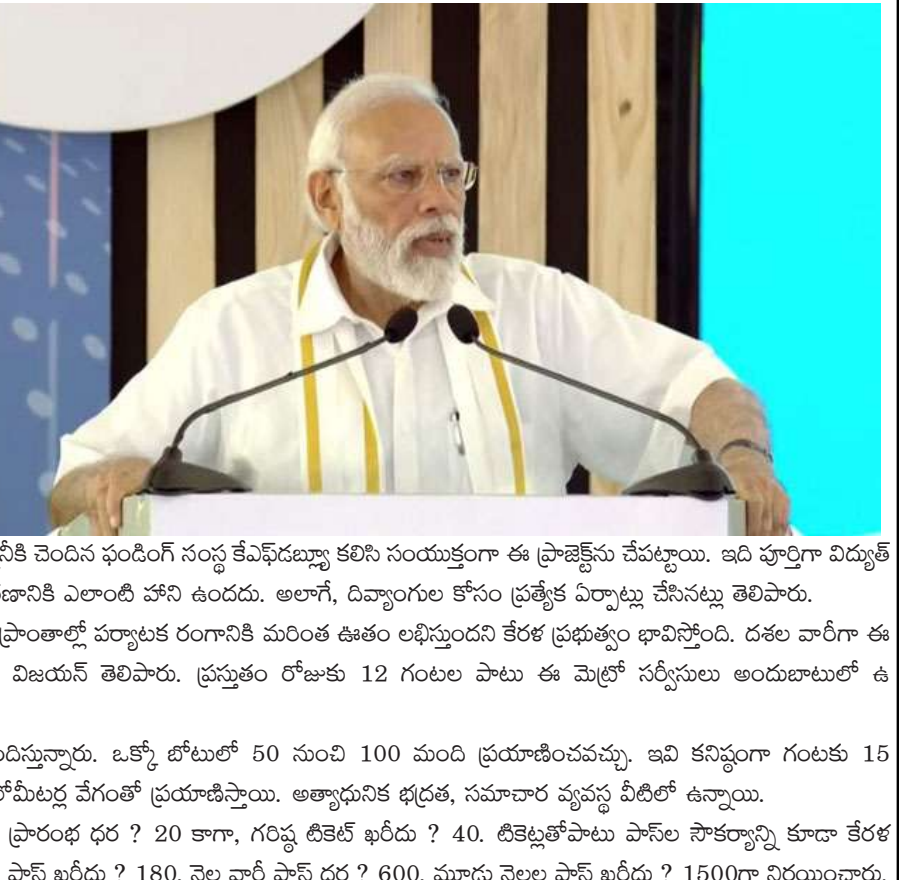 నీకి చెందిన ఫండింగ్ సంస్థ కేఎఫ్‌డబ్ల్యూ కలిసి సంయుక్తంగా ఈ ప్రాజెక్ట్‌ను చేపట్టాయి. ఇది పూర్తిగా విద్యుత్
ణానికి ఎలాంటి హాని ఉండదు. అలాగే, దివ్యాంగుల కోసం ప్రత్యేక ఏర్పాట్లు చేసినట్లు తెలిపారు.
ప్రాంతాల్లో పర్యాటక రంగానికి మరింత ఊతం లభిస్తుందని కేరళ ప్రభుత్వం భావిస్తోంది. దశల వారీగా ఈ
విజయన్ తెలిపారు. ప్రస్తుతం రోజుకు 12 గంటల పాటు ఈ మెట్రో సర్వీసులు అందుబాటులో ఉ
ందిస్తున్నారు. ఒక్కో బోటులో 50 నుంచి 100 మంది ప్రయాణించవచ్చు. ఇవి కనిష్ఠంగా గంటకు 15
లోమీటర్ల వేగంతో ప్రయాణిస్తాయి. అత్యాధునిక భద్రత, సమాచార వ్యవస్థ వీటిలో ఉన్నాయి.
ప్రారంభ ధర ? 20 కాగా, గరిష్ఠ టికెట్ ఖరీదు ? 40. టికెట్లతోపాటు పాస్‌ల సౌకర్యాన్ని కూడా కేరళ
పాస్ ఖరీదు ? 180, నెల వారీ పాస్ ధర ? 600, మూడు నెలల పాస్ ఖరీదు ? 1500గా నిర్ణయించారు.